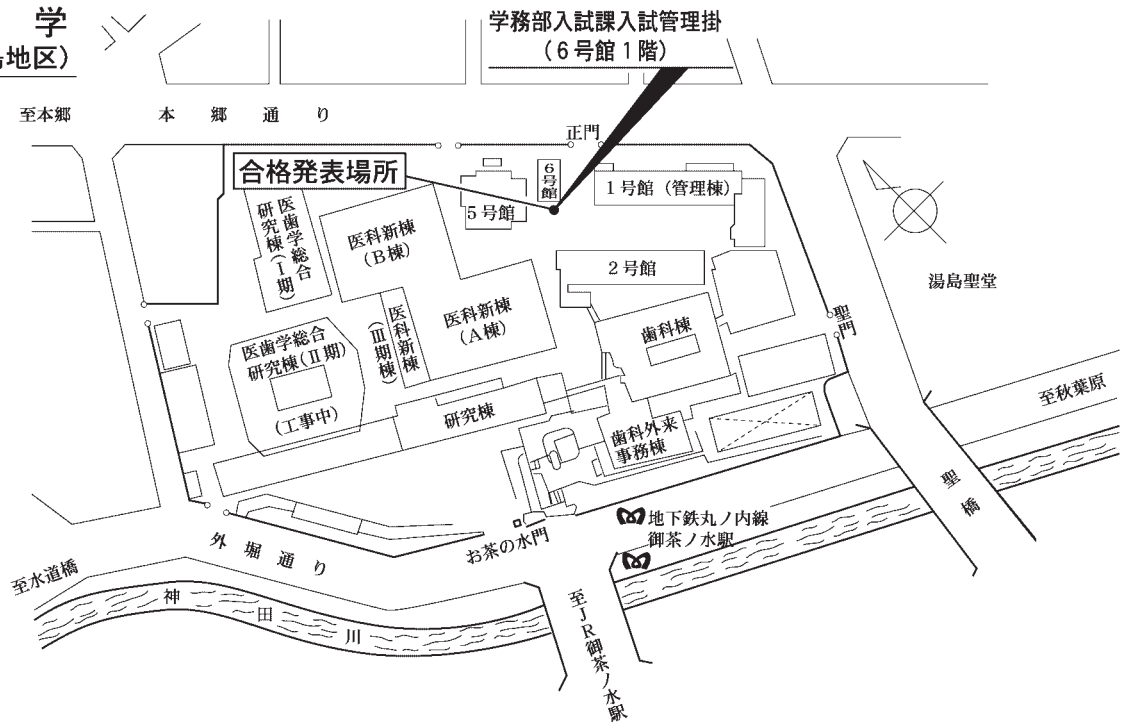 学
地区）
学務部入試課入試管理掛
（６号館１階）
至本郷
本郷通り
正門
合格発表場所
６号館
１号館（管理棟）
５号館
医歯学総合
研究棟（Ⅰ期）
医科新棟
（Ｂ棟）
２号館
湯島聖堂
医科新棟
（Ⅲ期棟）
医科新棟
（Ａ棟）
歯科棟
聖門
医歯学総合
研究棟（Ⅱ期）
（工事中）
研究棟
歯科外来
事務棟
至秋葉原
聖橋
地下鉄丸ノ内線
御茶ノ水駅
お茶の水門
外堀通り
至水道橋
神田川
至ＪＲ御茶ノ水駅